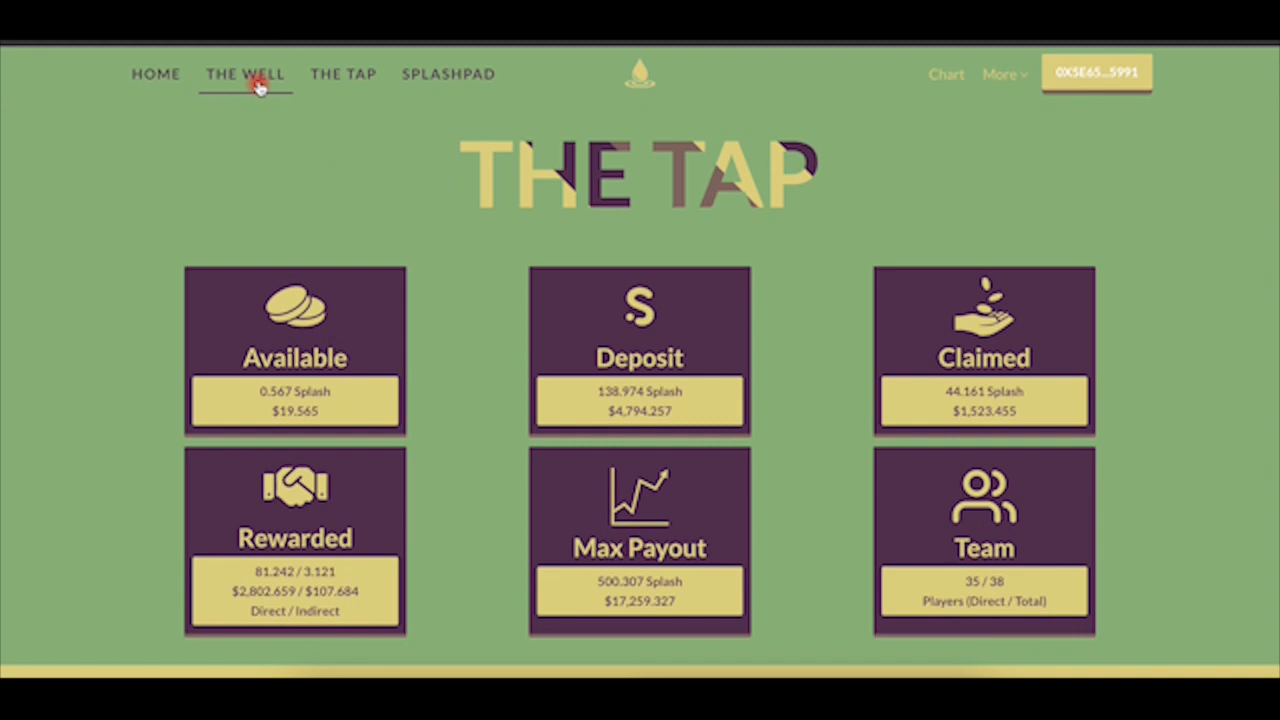 HOME THE WELL THE TAP SPLASHPAD Chart More 0X5E65...5991
THE TAP
Available
0.567 Splash
$19.565
Deposit
138.974 Splash
$4,794.257
Claimed
44.161 Splash
$1,523.455
Rewarded
81.242 / 3.121
$2,802.659 / $107.684
Direct / Indirect
Max Payout
500.307 Splash
$17,259.327
Team
35 / 38
Players (Direct / Total)